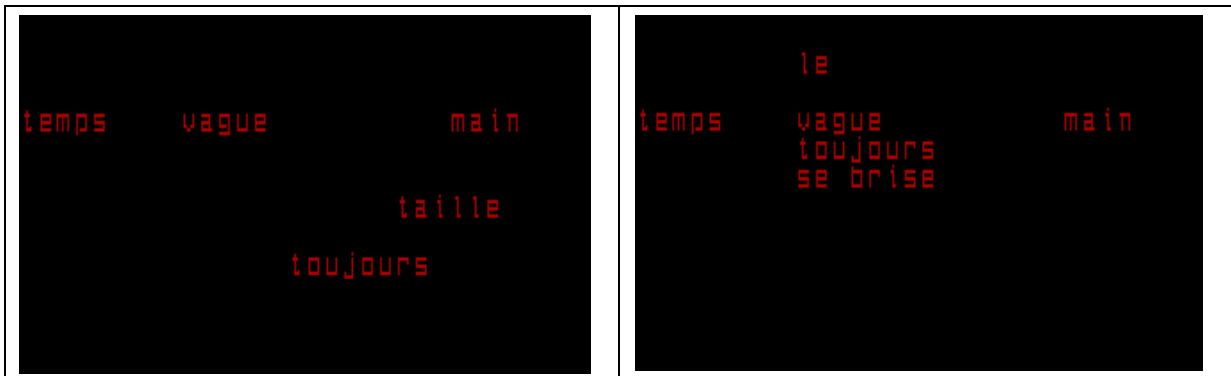 temps vague main
taille
toujours
le
temps vague main
toujours
se brise